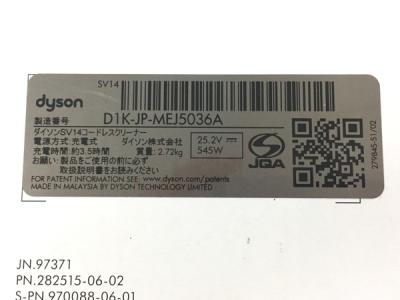 SV14
dyson
製造番号 D1K-JP-MEJ5036A
ダイソンSV14コードレスクリーナー
電源方式:充電式 ダイソン株式会社
充電時間:約3.5時間 質量:2.72kg
お買い上げ製品をご使用の前に必ず
取扱説明書をお読みください
25.2V
545W
JQA
FOR PATENT INFORMATION SEE: www.dyson.com/patents
MADE IN MALAYSIA BY DYSON TECHNOLOGY LIMITED
279845-51/02
JN.97371
PN.282515-06-02
S-PN.970088-06-01